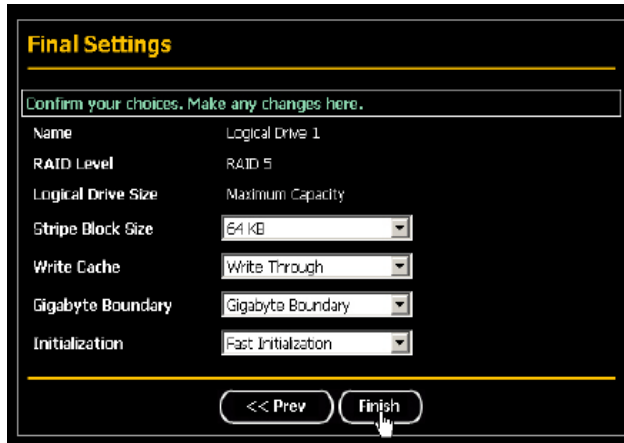 Final Settings
Confirm your choices. Make any changes here.
Name Logical Drive 1
RAID Level RAID 5
Logical Drive Size Maximum Capacity
Stripe Block Size 64 KB
Write Cache Write Through
Gigabyte Boundary Gigabyte Boundary
Initialization Fast Initialization
<< Prev Finish